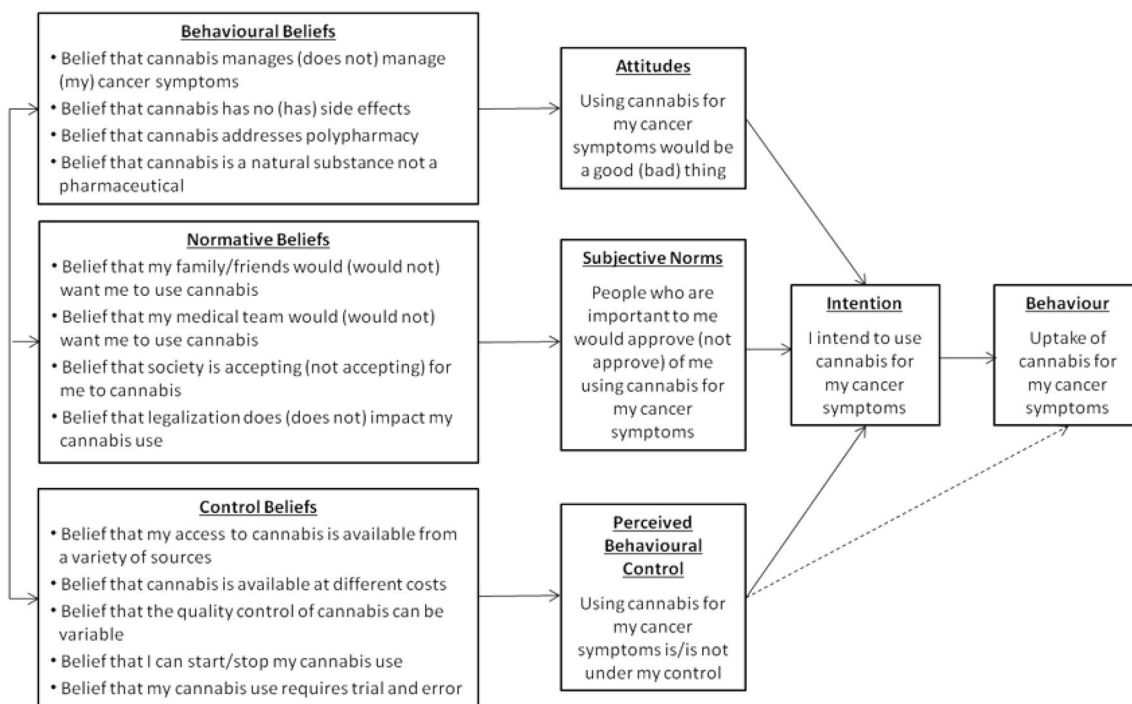 Behavioural Beliefs
• Belief that cannabis manages (does not) manage
(my) cancer symptoms
• Belief that cannabis has no (has) side effects
• Belief that cannabis addresses polypharmacy
• Belief that cannabis is a natural substance not a
pharmaceutical
Attitudes
Using cannabis for
my cancer
symptoms would be
a good (bad) thing
Normative Beliefs
• Belief that my family/friends would (would not)
want me to use cannabis
• Belief that my medical team would (would not)
want me to use cannabis
• Belief that society is accepting (not accepting) for
me to cannabis
• Belief that legalization does (does not) impact my
cannabis use
Subjective Norms
People who are
important to me
would approve (not
approve) of me
using cannabis for
my cancer
symptoms
Intention
I intend to use
cannabis for
my cancer
symptoms
Behaviour
Uptake of
cannabis for
my cancer
symptoms
Control Beliefs
• Belief that my access to cannabis is available from
a variety of sources
• Belief that cannabis is available at different costs
• Belief that the quality control of cannabis can be
variable
• Belief that I can start/stop my cannabis use
• Belief that my cannabis use requires trial and error
Perceived
Behavioural
Control
Using cannabis for
my cancer
symptoms is/is not
under my control